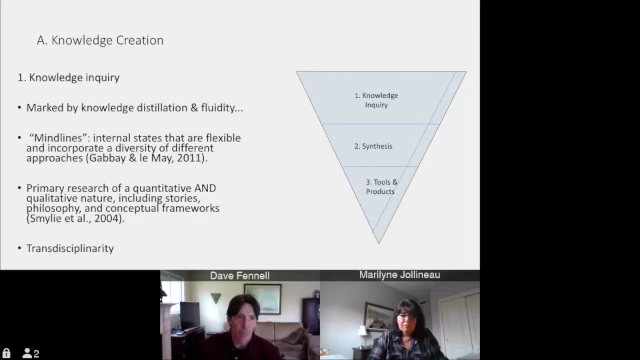 A. Knowledge Creation
1. Knowledge inquiry
• Marked by knowledge distillation & fluidity...
• “Mindlines”: internal states that are flexible
and incorporate a diversity of different
approaches (Gabbay & le May, 2011).
• Primary research of a quantitative AND
qualitative nature, including stories,
philosophy, and conceptual frameworks
(Smylie et al., 2004).
• Transdisciplinarity
1. Knowledge
Inquiry
2. Synthesis
3. Tools &
Products
Dave Fennell
Marilyne Jollineau
2